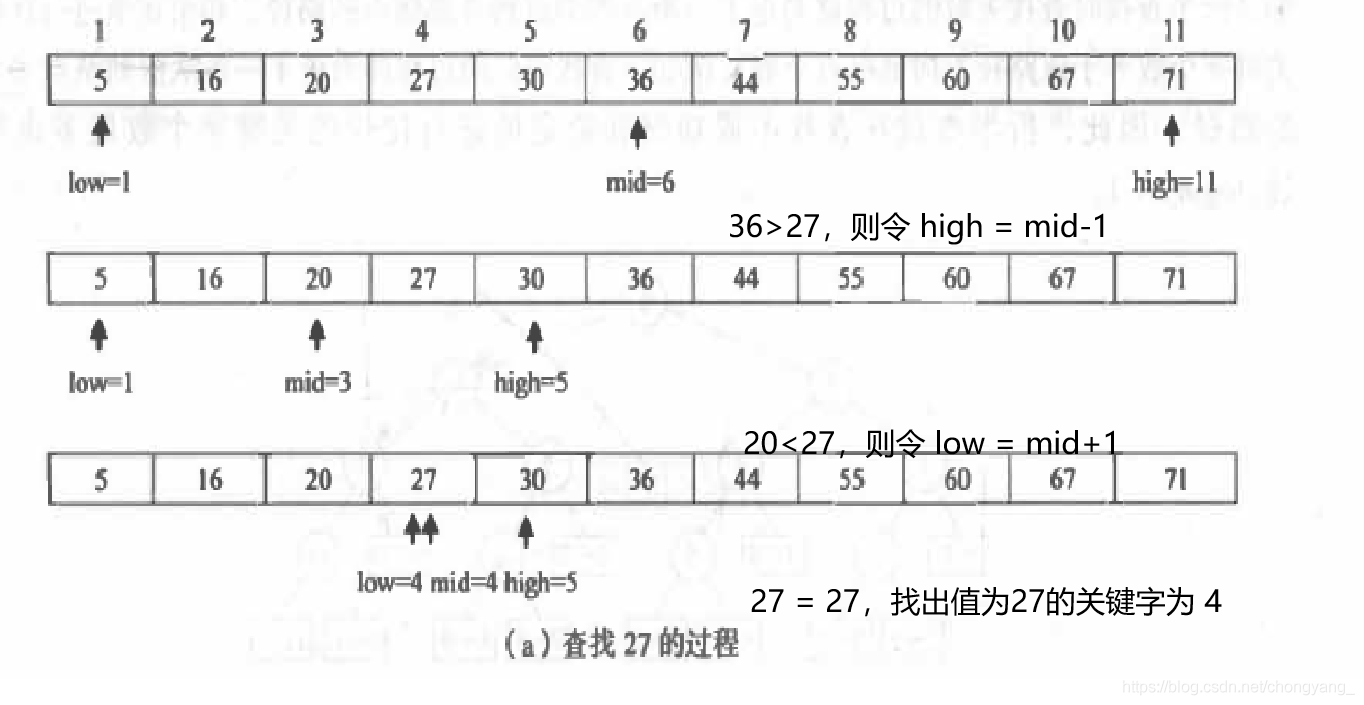 1 2 3 4 5 6 7 8 9 10 11
5 16 20 27 30 36 44 55 60 67 71
low=1 mid=6 high=11
36>27，则令 high = mid-1
5 16 20 27 30 36 44 55 60 67 71
low=1 mid=3 high=5
20<27，则令 low = mid+1
5 16 20 27 30 36 44 55 60 67 71
low=4 mid=4 high=5
27 = 27，找出值为27的关键字为 4
（a）查找 27 的过程
https://blog.csdn.net/chongyang_